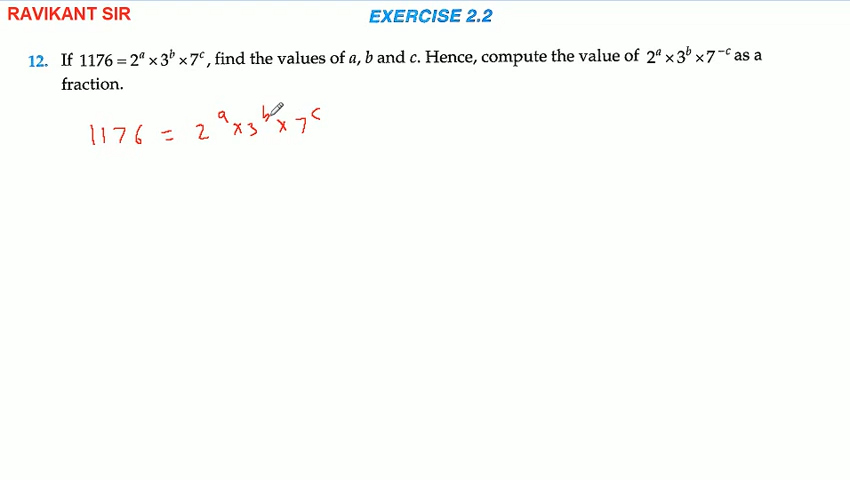 RAVIKANT SIR
EXERCISE 2.2
12. If 1176 = 2^a × 3^b × 7^c, find the values of a, b and c. Hence, compute the value of 2^a × 3^b × 7^−c as a
fraction.
1176 = 2^a × 3^b × 7^c